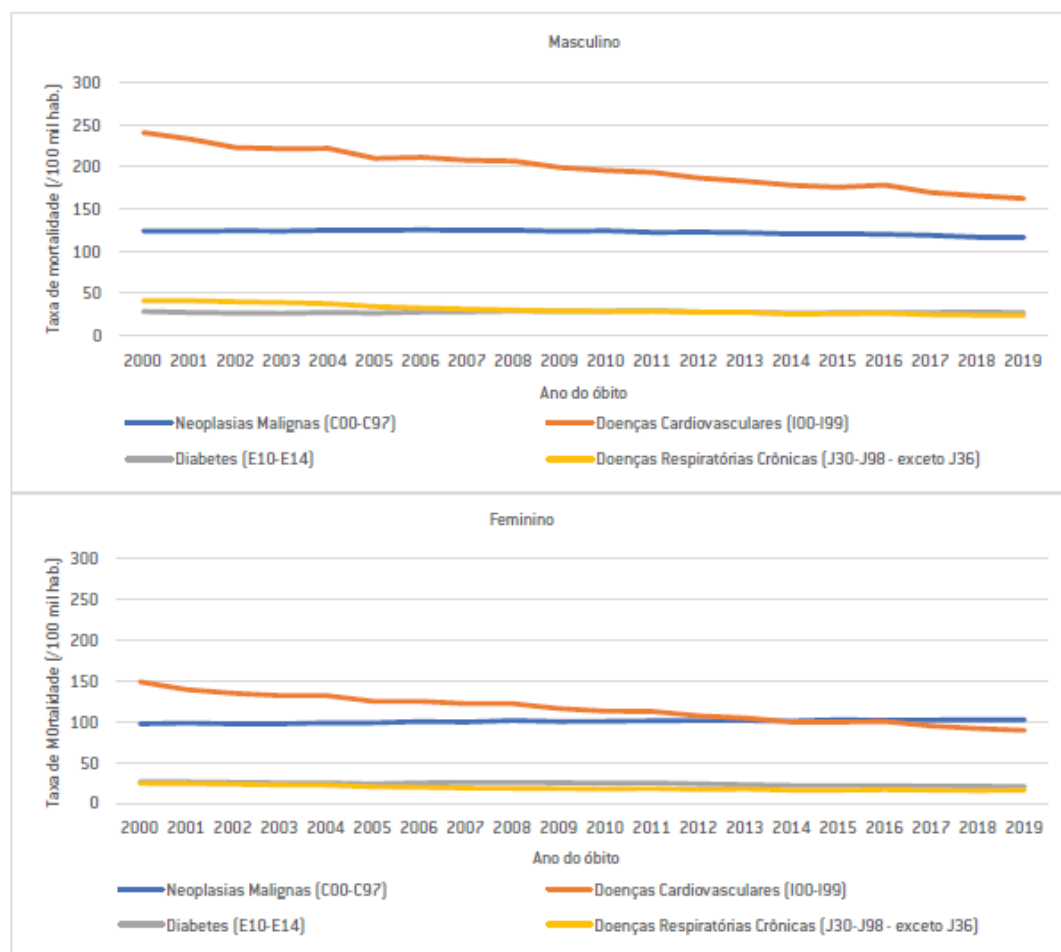 Masculino
Taxa de mortalidade (/100 mil hab.)
300
250
200
150
100
50
0
2000 2001 2002 2003 2004 2005 2006 2007 2008 2009 2010 2011 2012 2013 2014 2015 2016 2017 2018 2019
Ano do óbito
Neoplasias Malignas (C00-C97) Doenças Cardiovasculares (I00-I99)
Diabetes (E10-E14) Doenças Respiratórias Crônicas (J30-J98 - exceto J36)
Feminino
Taxa de M0rtalidade (/100 mil hab.)
300
250
200
150
100
50
0
2000 2001 2002 2003 2004 2005 2006 2007 2008 2009 2010 2011 2012 2013 2014 2015 2016 2017 2018 2019
Ano do óbito
Neoplasias Malignas (C00-C97) Doenças Cardiovasculares (I00-I99)
Diabetes (E10-E14) Doenças Respiratórias Crônicas (J30-J98 - exceto J36)